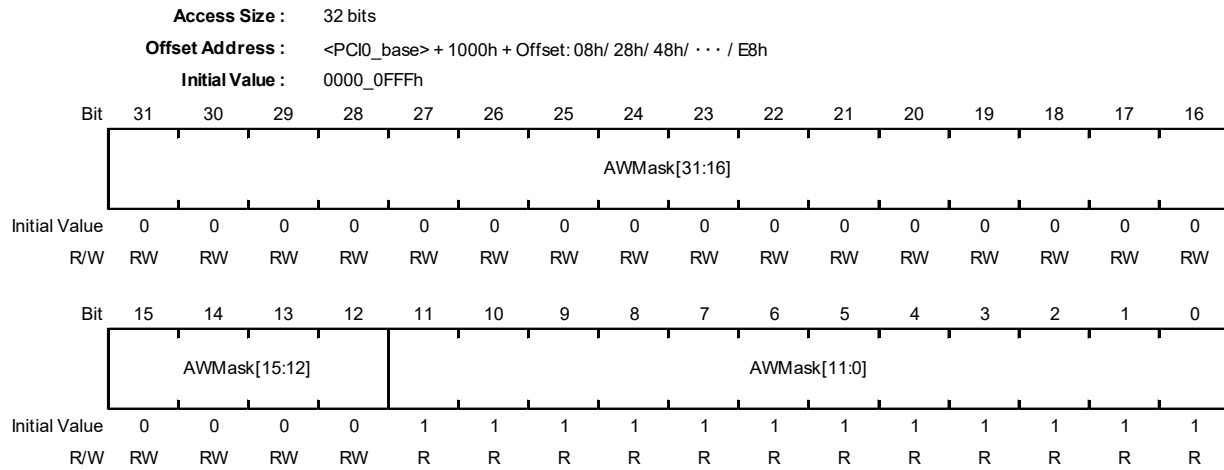 Access Size : 32 bits
Offset Address : <PCI0_base> + 1000h + Offset: 08h/ 28h/ 48h/ ・・・ / E8h
Initial Value : 0000_0FFFh
Bit 31 30 29 28 27 26 25 24 23 22 21 20 19 18 17 16
AWMask[31:16]
Initial Value 0 0 0 0 0 0 0 0 0 0 0 0 0 0 0 0
R/W RW RW RW RW RW RW RW RW RW RW RW RW RW RW RW RW
Bit 15 14 13 12 11 10 9 8 7 6 5 4 3 2 1 0
AWMask[15:12] AWMask[11:0]
Initial Value 0 0 0 0 1 1 1 1 1 1 1 1 1 1 1 1
R/W RW RW RW RW R R R R R R R R R R R R